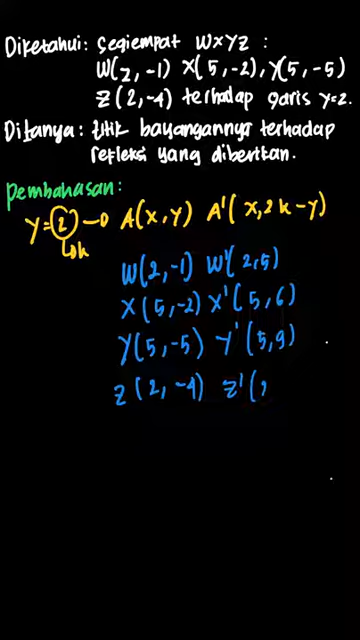 Diketahui: segiempat WXYZ:
W(2,-1) X(5,-2), Y(5,-5)
Z(2,-4) terhadap garis y=2.
Ditanya: titik bayangannya terhadap
refleksi yang diberikan.
Pembahasan:
Y=2 → A(x,y) A'(x,2k-y)
↳k
W(2,-1) W'(2,5)
X(5,-2) X'(5,6)
Y(5,-5) Y'(5,9)
Z(2,-4) Z'(2